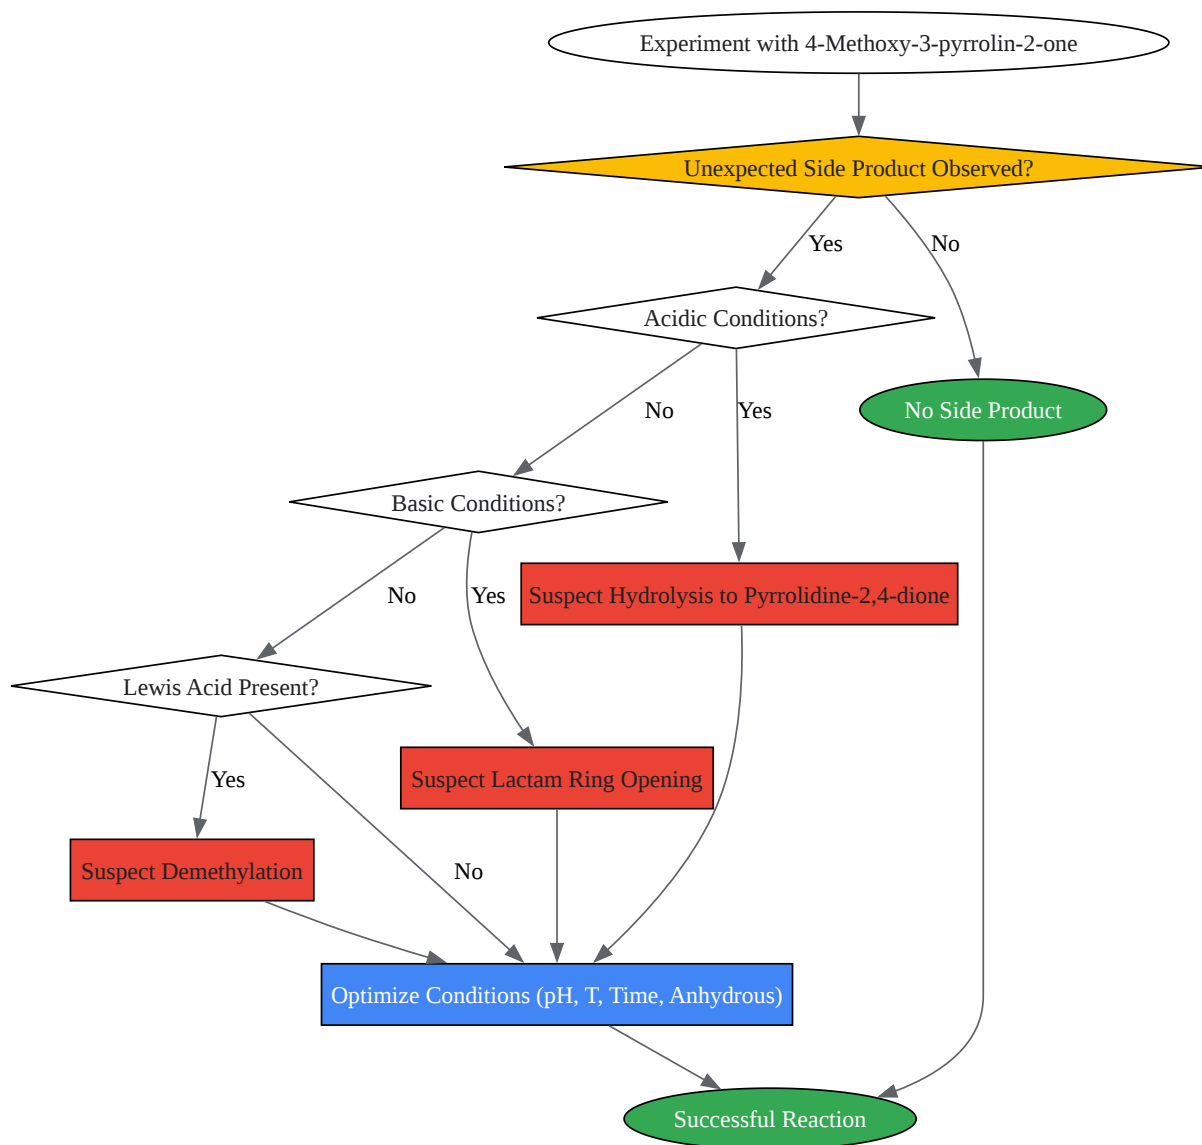 Experiment with 4-Methoxy-3-pyrrolin-2-one
Unexpected Side Product Observed?
Yes
No
Acidic Conditions?
No
Yes
No Side Product
Basic Conditions?
No
Yes
Suspect Hydrolysis to Pyrrolidine-2,4-dione
Lewis Acid Present?
Yes
Suspect Lactam Ring Opening
Suspect Demethylation
No
Optimize Conditions (pH, T, Time, Anhydrous)
Successful Reaction